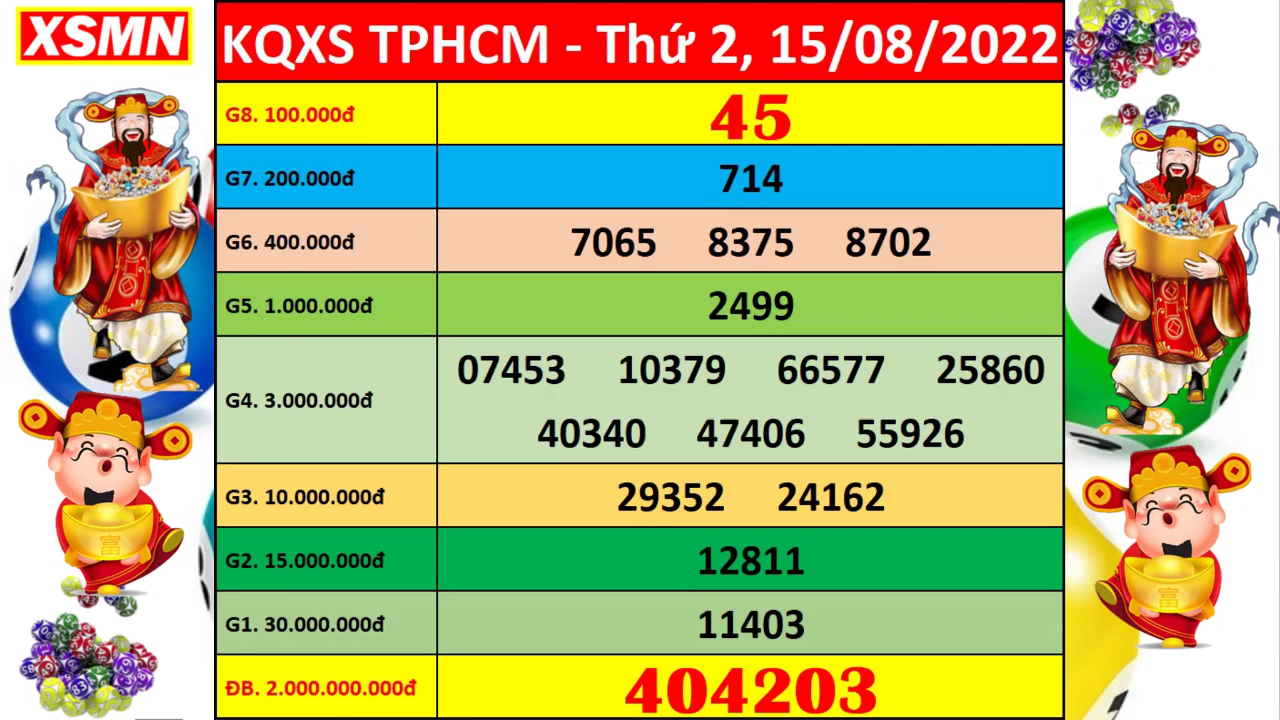 XSMN
KQXS TPHCM - Thứ 2, 15/08/2022
G8. 100.000đ 45
G7. 200.000đ 714
G6. 400.000đ 7065 8375 8702
G5. 1.000.000đ 2499
G4. 3.000.000đ 07453 10379 66577 25860
40340 47406 55926
G3. 10.000.000đ 29352 24162
G2. 15.000.000đ 12811
G1. 30.000.000đ 11403
ĐB. 2.000.000.000đ 404203
富
富